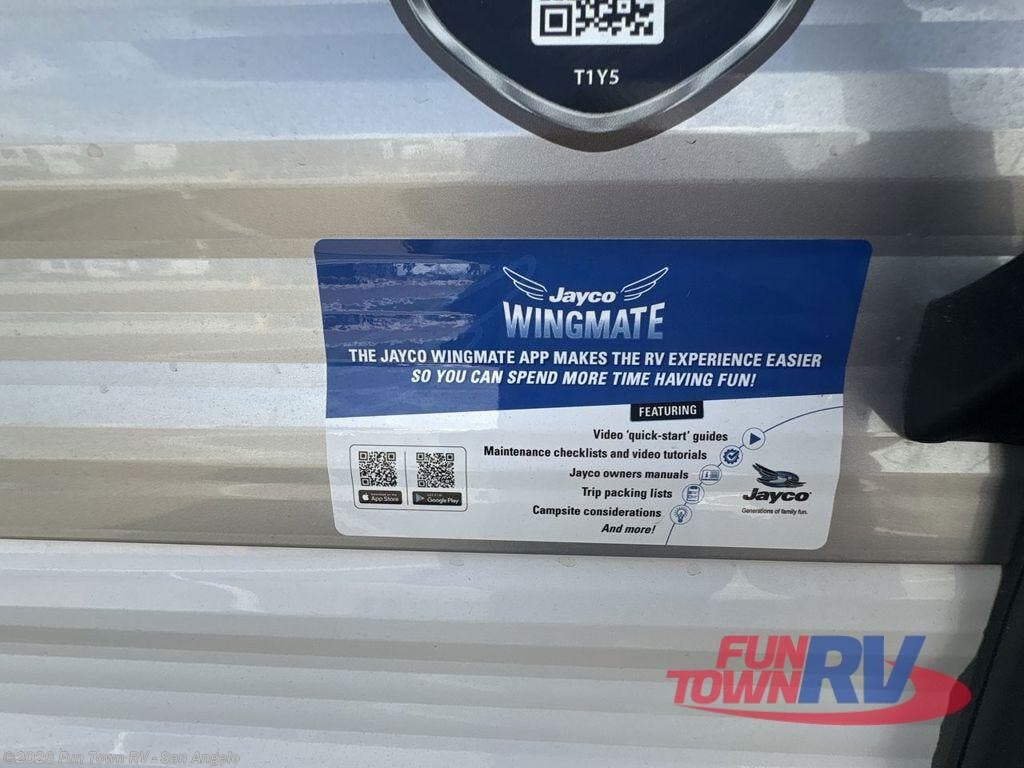 T1Y5
Jayco
WINGMATE
THE JAYCO WINGMATE APP MAKES THE RV EXPERIENCE EASIER
SO YOU CAN SPEND MORE TIME HAVING FUN!
FEATURING
Video 'quick-start' guides
Maintenance checklists and video tutorials
Jayco owners manuals
Trip packing lists
Campsite considerations
And more!
App Store
Google Play
Jayco
Generations of family fun.
FUN
TOWN RV
©2026 Fun Town RV - San Angelo